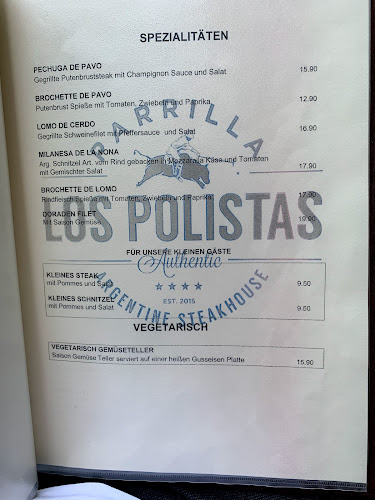 SPEZIALITÄTEN
PECHUGA DE PAVO
Gegrillte Putenbruststeak mit Champignon Sauce und Salat 15.90
BROCHETTE DE PAVO
Putenbrust Spieße mit Tomaten, Zwiebeln und Paprika 12.90
LOMO DE CERDO
Gegrillte Schweinefilet mit Pfeffersauce und Salat 16.90
MILANESA DE LA NONA
Arg. Schnitzel Art. vom Rind gebacken in Mozzarella Käse und Tomaten
mit Gemischter Salat 17.90
BROCHETTE DE LOMO
Rindfleisch Spieße mit Tomaten, Zwiebeln und Paprika 17.90
DORADEN FILET
Mit Saison Gemüse 19.90
PARRILLA
LOS POLISTAS
Authentic
EST. 2015
ARGENTINE STEAKHOUSE
FÜR UNSERE KLEINEN GÄSTE
KLEINES STEAK
mit Pommes und Salat 9.50
KLEINES SCHNITZEL
mit Pommes und Salat 9.50
VEGETARISCH
VEGETARISCH GEMÜSETELLER
Saison Gemüse Teller serviert auf einer heißen Gusseisen Platte 15.90